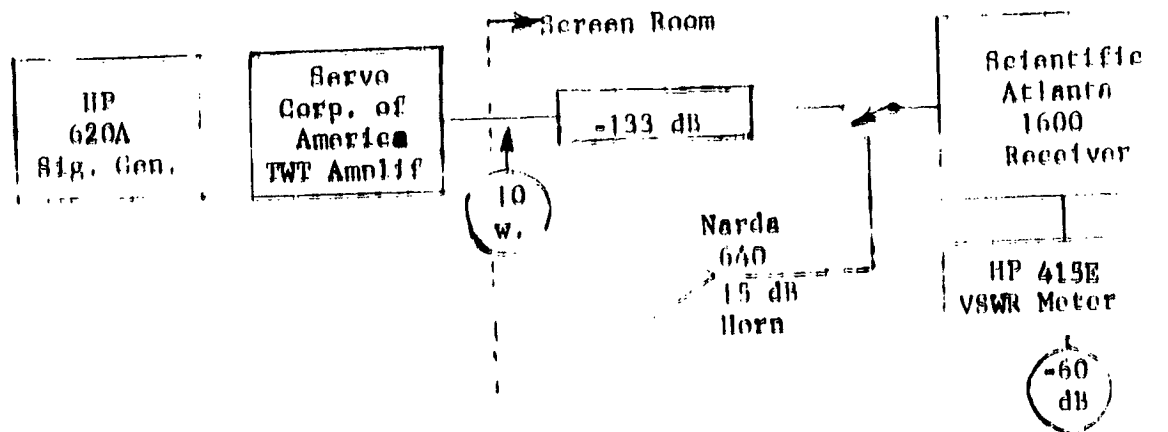 Screen Room
HP
620A
Sig. Gen.
Servo
Corp. of
America
TWT Amplif
10
w.
-133 dB
Scientific
Atlanta
1600
Receiver
Narda
640
15 dB
Horn
HP 415E
VSWR Meter
-60
dB